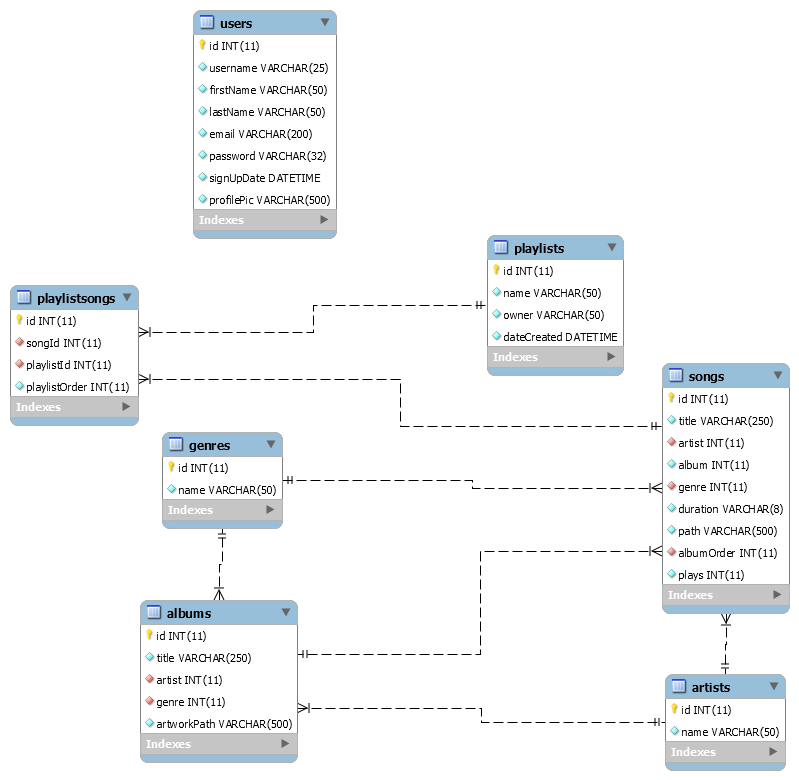 users
id INT(11)
username VARCHAR(25)
firstName VARCHAR(50)
lastName VARCHAR(50)
email VARCHAR(200)
password VARCHAR(32)
signUpDate DATETIME
profilePic VARCHAR(500)
Indexes
playlists
id INT(11)
name VARCHAR(50)
owner VARCHAR(50)
dateCreated DATETIME
Indexes
playlistsongs
id INT(11)
songId INT(11)
playlistId INT(11)
playlistOrder INT(11)
Indexes
songs
id INT(11)
title VARCHAR(250)
artist INT(11)
album INT(11)
genre INT(11)
duration VARCHAR(8)
path VARCHAR(500)
albumOrder INT(11)
plays INT(11)
Indexes
genres
id INT(11)
name VARCHAR(50)
Indexes
albums
id INT(11)
title VARCHAR(250)
artist INT(11)
genre INT(11)
artworkPath VARCHAR(500)
Indexes
artists
id INT(11)
name VARCHAR(50)
Indexes